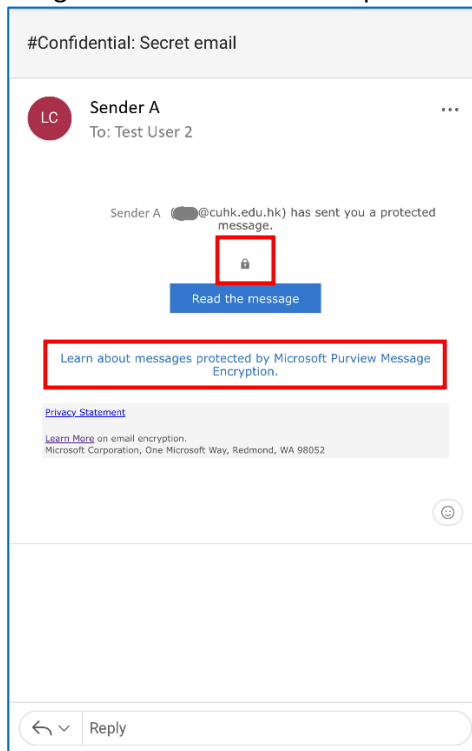 #Confidential: Secret email
LC
Sender A
To: Test User 2
Sender A ( @cuhk.edu.hk) has sent you a protected
message.
Read the message
Learn about messages protected by Microsoft Purview Message
Encryption.
Privacy Statement
Learn More on email encryption.
Microsoft Corporation, One Microsoft Way, Redmond, WA 98052
Reply